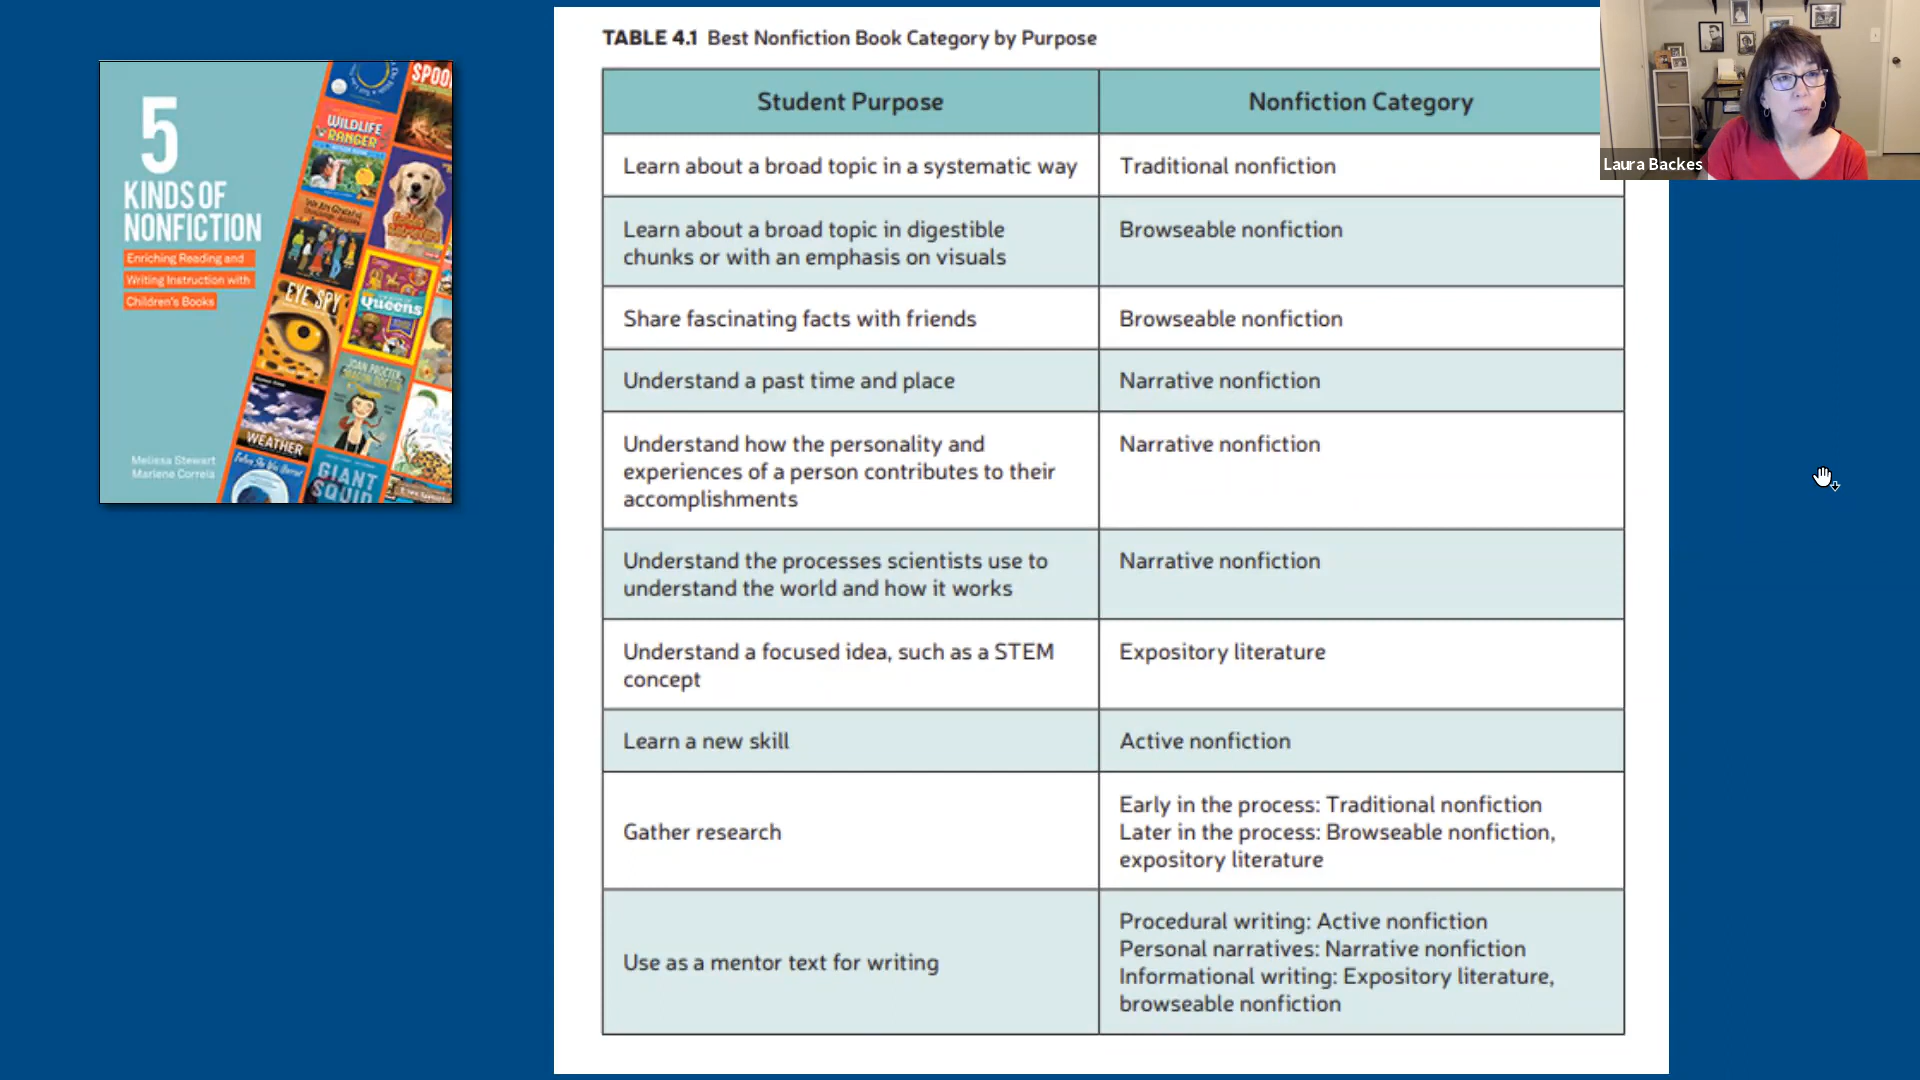 5
KINDS OF
NONFICTION
Enriching Reading and
Writing Instruction with
Children's Books
Melissa Stewart
Marlene Correia
SPOO
WILDLIFE
RANGER
EYE SPY
Queens
JOAN PROCTER
DRAGON DOCTOR
WEATHER
GIANT
SQUID
TABLE 4.1 Best Nonfiction Book Category by Purpose
Student Purpose
Nonfiction Category
Learn about a broad topic in a systematic way
Traditional nonfiction
Learn about a broad topic in digestible
chunks or with an emphasis on visuals
Browseable nonfiction
Share fascinating facts with friends
Browseable nonfiction
Understand a past time and place
Narrative nonfiction
Understand how the personality and
experiences of a person contributes to their
accomplishments
Narrative nonfiction
Understand the processes scientists use to
understand the world and how it works
Narrative nonfiction
Understand a focused idea, such as a STEM
concept
Expository literature
Learn a new skill
Active nonfiction
Gather research
Early in the process: Traditional nonfiction
Later in the process: Browseable nonfiction,
expository literature
Use as a mentor text for writing
Procedural writing: Active nonfiction
Personal narratives: Narrative nonfiction
Informational writing: Expository literature,
browseable nonfiction
Laura Backes